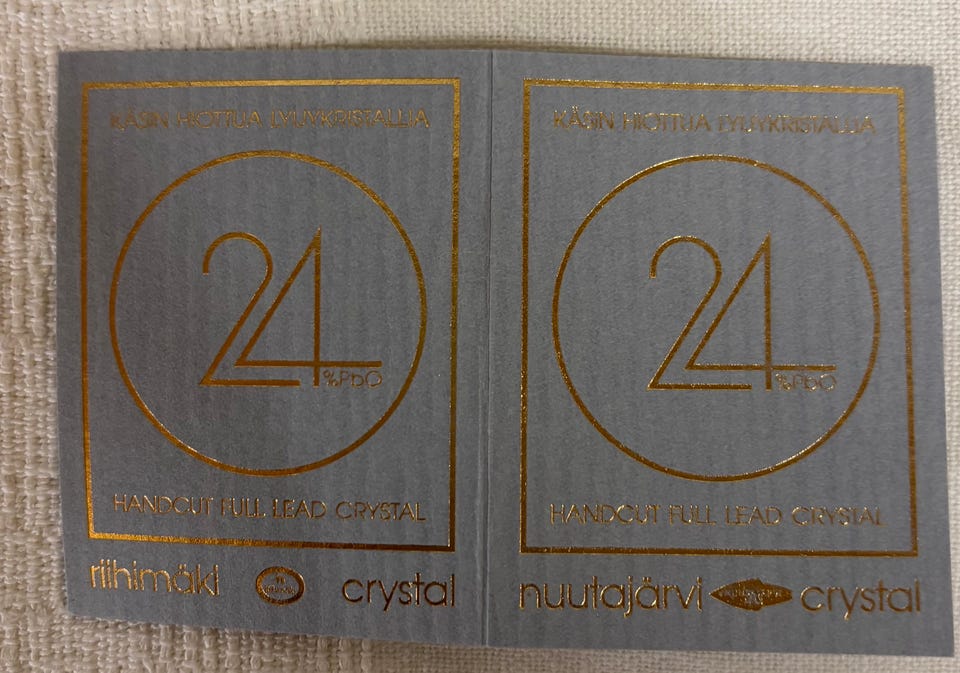 KÄSIN HIOTTUA LYIJYKRISTALLIA
24
%PbO
HANDCUT FULL LEAD CRYSTAL
riihimäki crystal
KÄSIN HIOTTUA LYIJYKRISTALLIA
24
%PbO
HANDCUT FULL LEAD CRYSTAL
nuutajärvi crystal